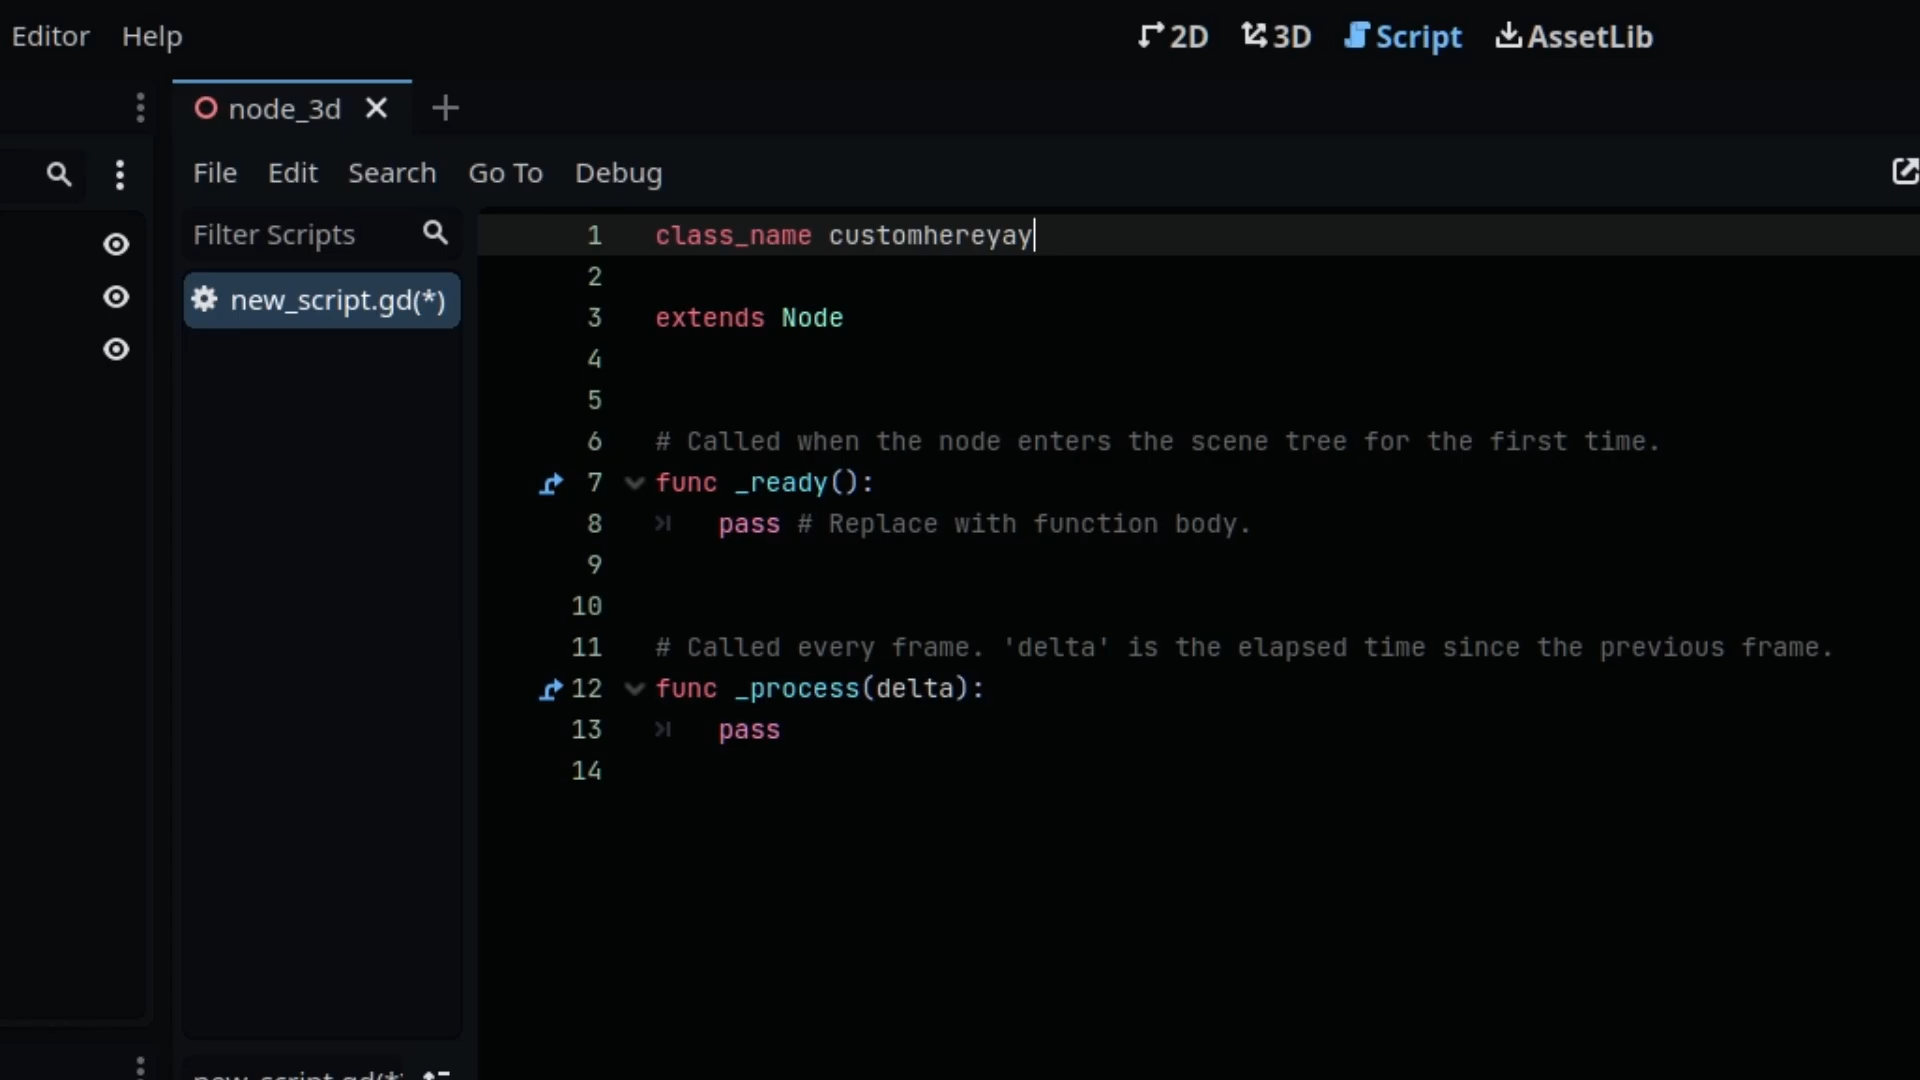 Editor Help 2D 3D Script AssetLib
node_3d
File Edit Search Go To Debug
Filter Scripts
new_script.gd(*)
1 class_name customhereyay
2
3 extends Node
4
5
6 # Called when the node enters the scene tree for the first time.
7 func _ready():
8 pass # Replace with function body.
9
10
11 # Called every frame. 'delta' is the elapsed time since the previous frame.
12 func _process(delta):
13 pass
14
new_script.gd(*